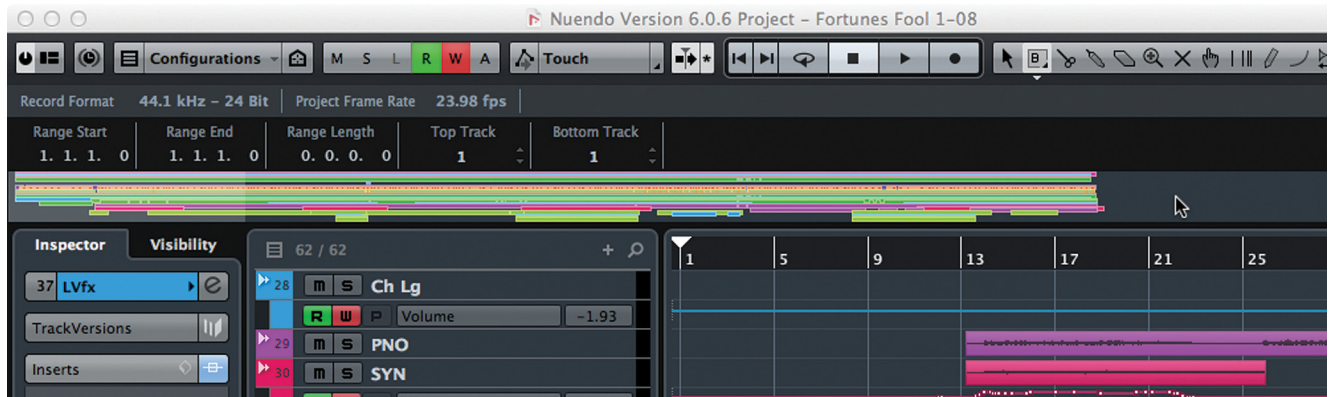 Nuendo Version 6.0.6 Project – Fortunes Fool 1-08
Configurations M S L R W A Touch * B
Record Format 44.1 kHz – 24 Bit Project Frame Rate 23.98 fps
Range Start Range End Range Length Top Track Bottom Track
1. 1. 1. 0 1. 1. 1. 0 0. 0. 0. 0 1 1
Inspector Visibility 62 / 62 +
1 5 9 13 17 21 25
37 LVfx e 28 m S Ch Lg
TrackVersions R W P Volume -1.93
29 m S PNO
Inserts 30 m S SYN